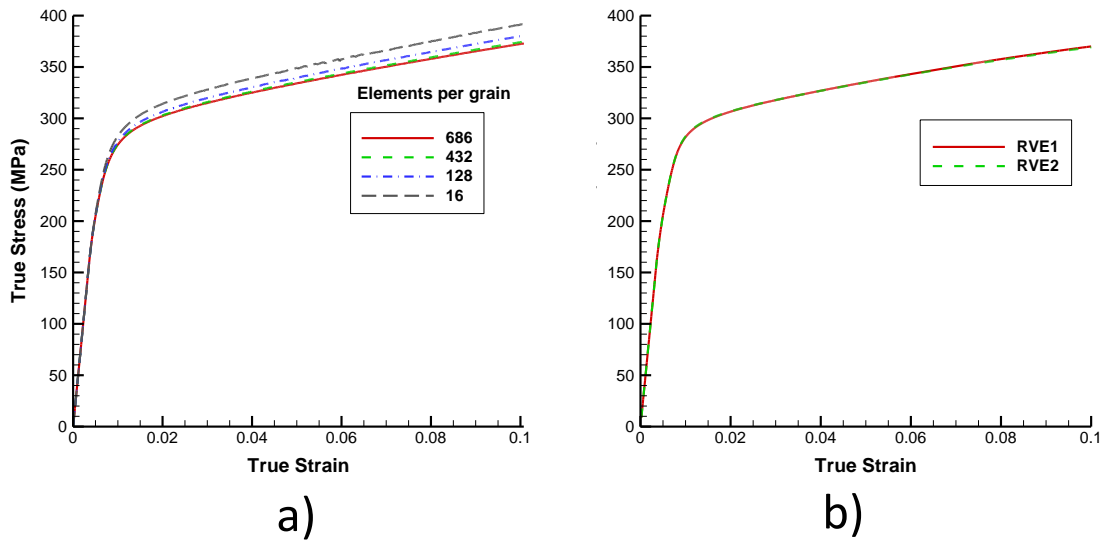 400
350
300
250
200
150
100
50
0
True Stress (MPa)
0 0.02 0.04 0.06 0.08 0.1
True Strain
Elements per grain
686
432
128
16
a)
400
350
300
250
200
150
100
50
0
0 0.02 0.04 0.06 0.08 0.1
True Strain
RVE1
RVE2
b)